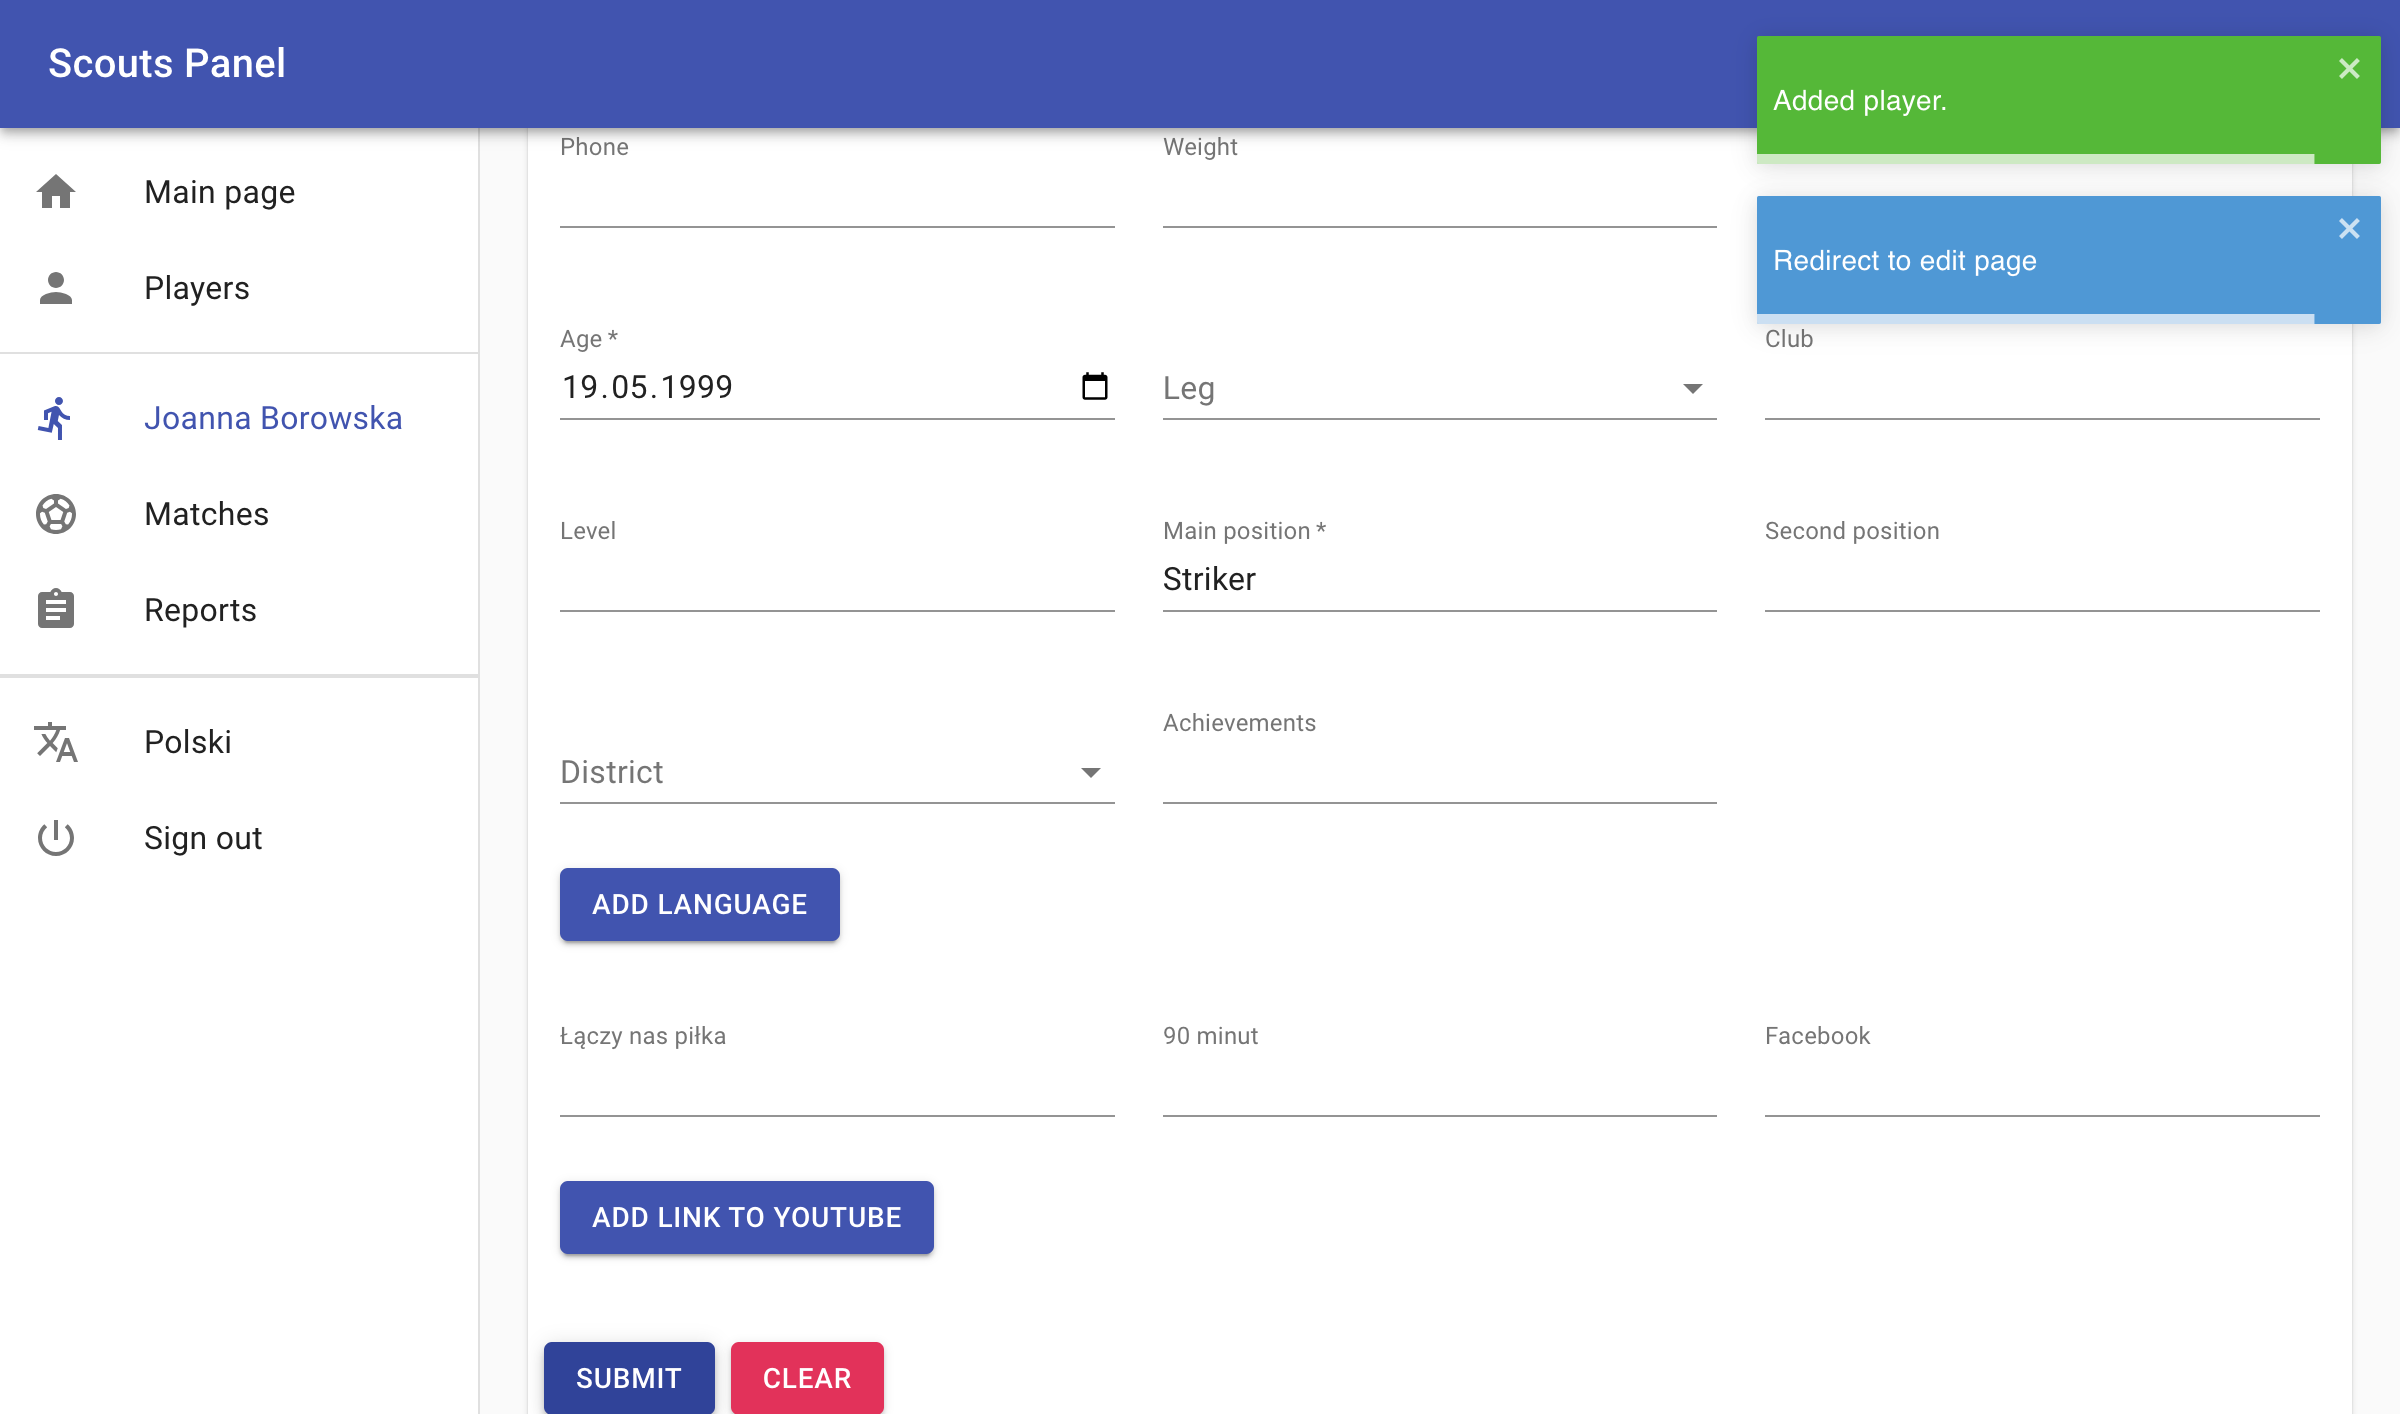 Scouts Panel
Added player.
Redirect to edit page
Main page
Players
Joanna Borowska
Matches
Reports
Polski
Sign out
Phone
Weight
Age *
19.05.1999
Leg
Club
Level
Main position *
Striker
Second position
District
Achievements
ADD LANGUAGE
Łączy nas piłka
90 minut
Facebook
ADD LINK TO YOUTUBE
SUBMIT
CLEAR